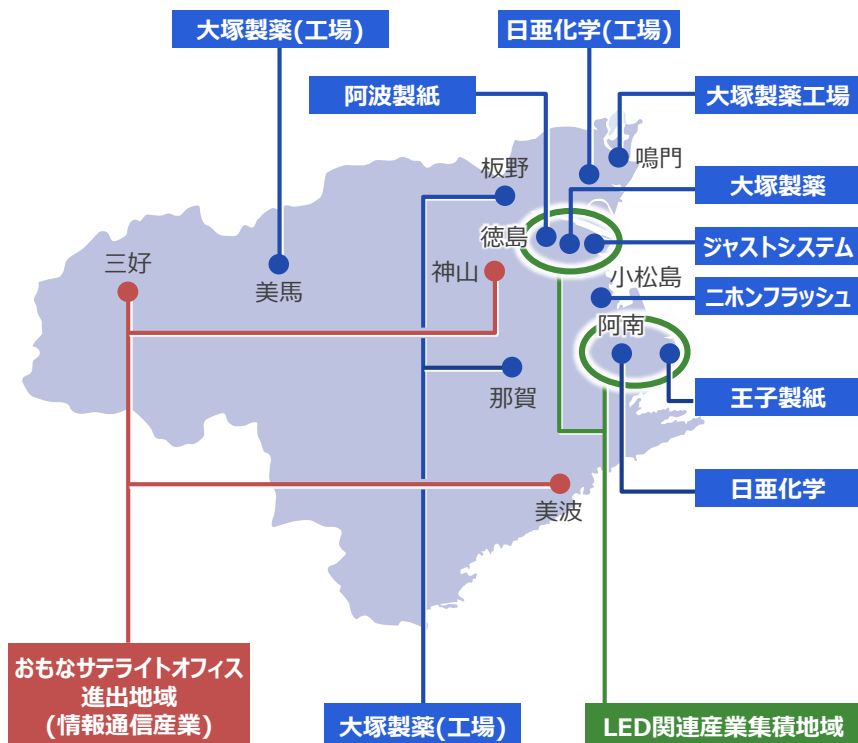 大塚製薬(工場)
日亜化学(工場)
阿波製紙
大塚製薬工場
鳴門
板野
大塚製薬
徳島
ジャストシステム
三好
神山
小松島
美馬
ニホンフラッシュ
阿南
那賀
王子製紙
日亜化学
美波
おもなサテライトオフィス
進出地域
(情報通信産業)
大塚製薬(工場)
LED関連産業集積地域